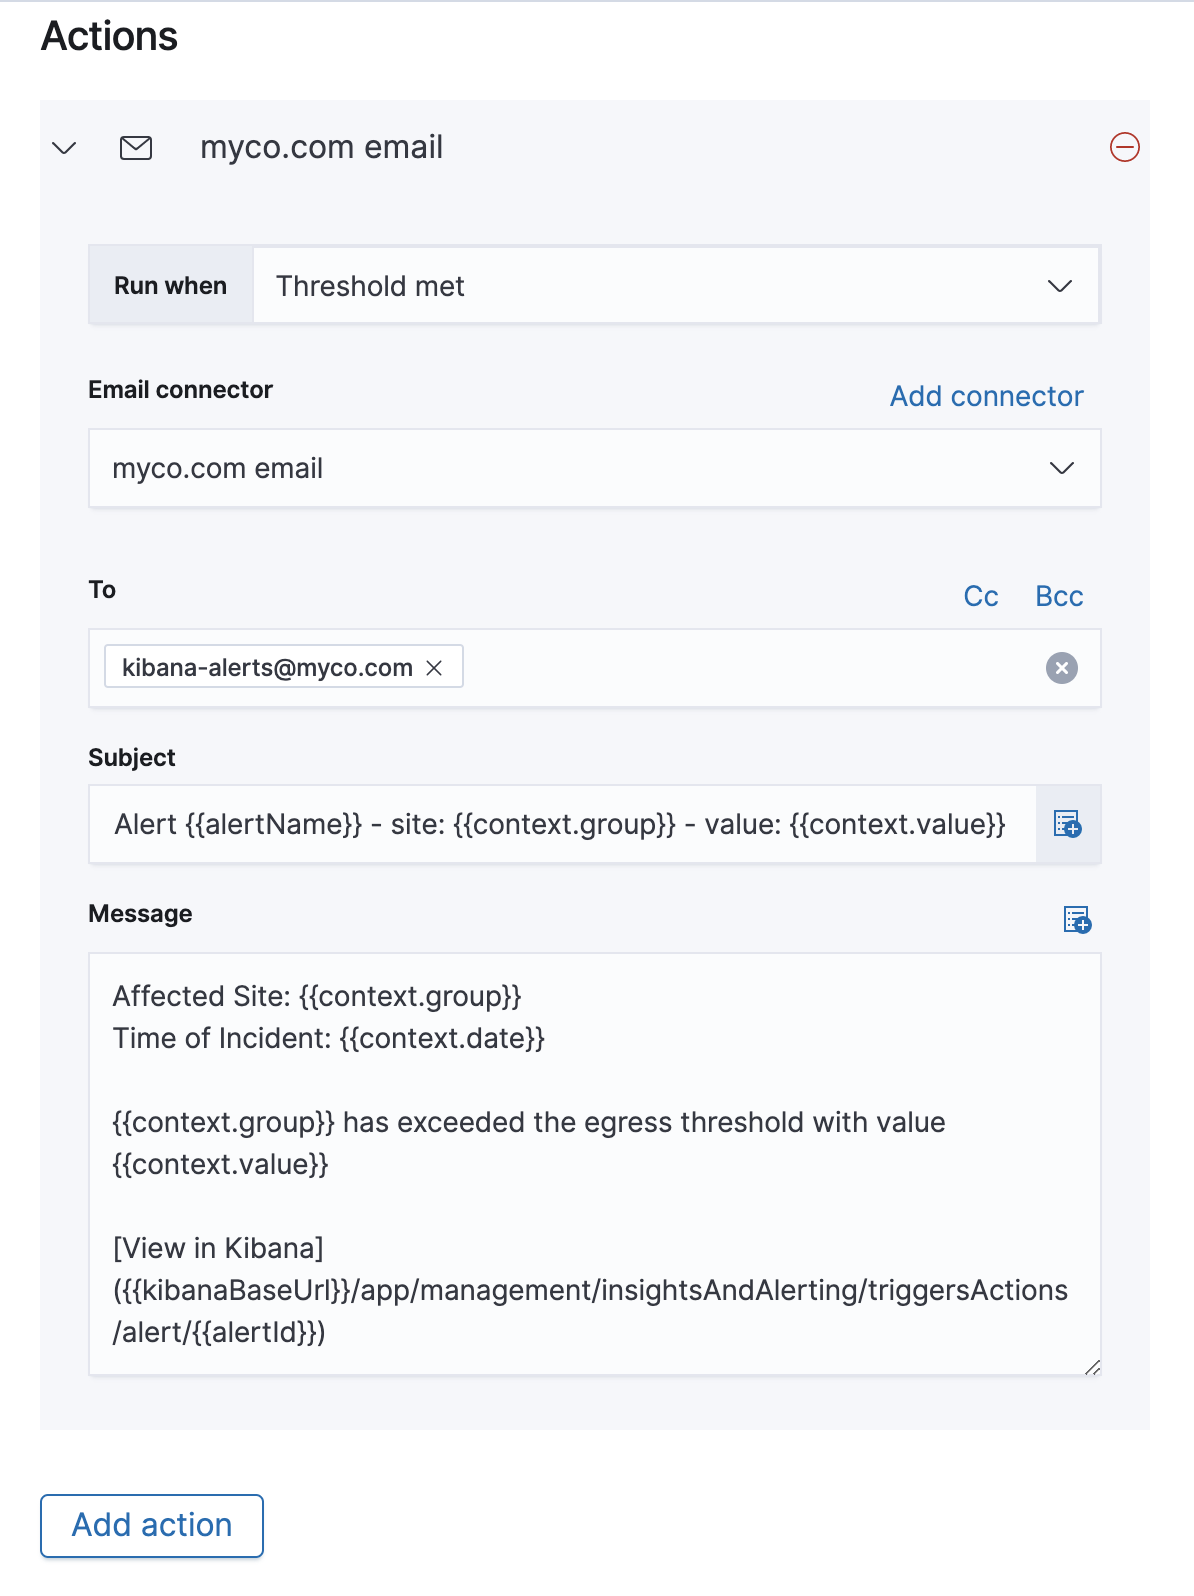 Actions
myco.com email
Run when
Threshold met
Email connector
Add connector
myco.com email
To
Cc
Bcc
kibana-alerts@myco.com
Subject
Alert {{alertName}} - site: {{context.group}} - value: {{context.value}}
Message
Affected Site: {{context.group}}
Time of Incident: {{context.date}}
{{context.group}} has exceeded the egress threshold with value
{{context.value}}
[View in Kibana]
({{kibanaBaseUrl}}/app/management/insightsAndAlerting/triggersActions
/alert/{{alertId}})
Add action